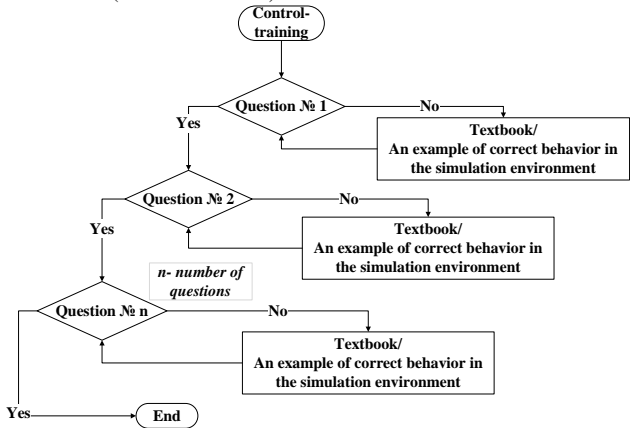 Control-
training
Question № 1
No
Yes
Textbook/
An example of correct behavior in
the simulation environment
Question № 2
No
Yes
Textbook/
An example of correct behavior in
the simulation environment
n- number of
questions
Question № n
No
Textbook/
An example of correct behavior in
the simulation environment
Yes
End